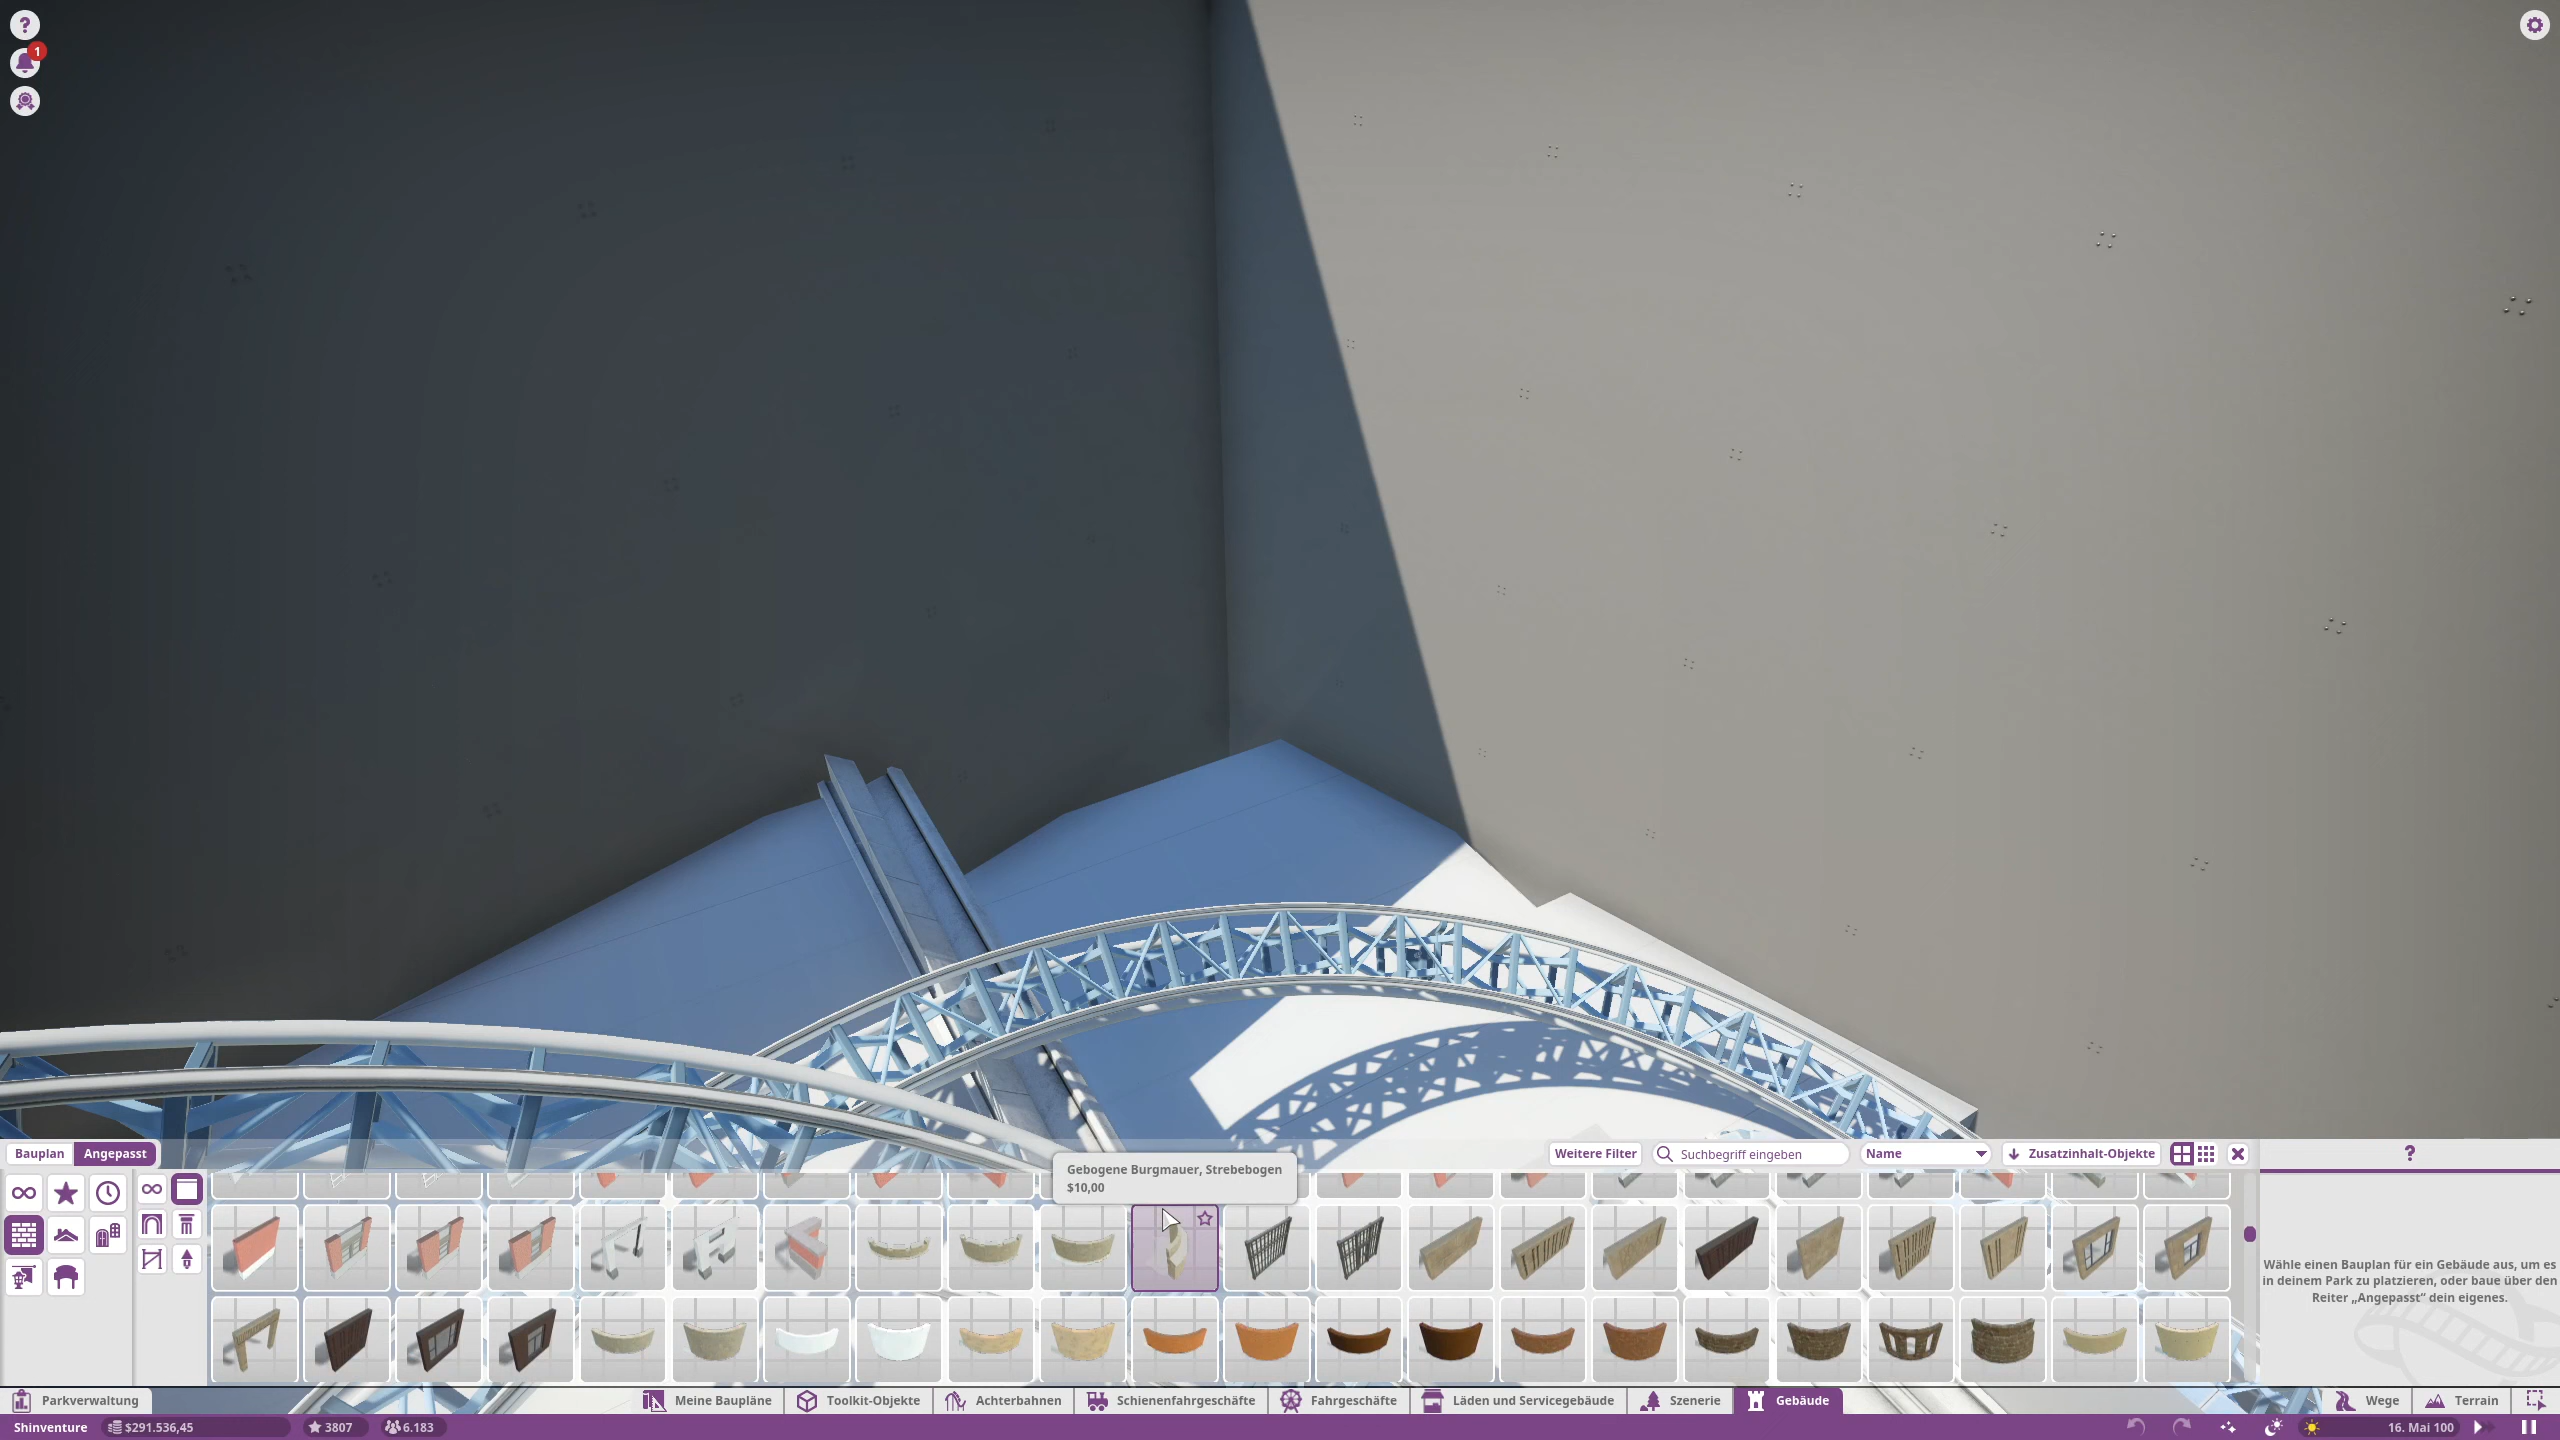 1
Bauplan
Angepasst
Weitere Filter
Suchbegriff eingeben
Name
Zusatzinhalt-Objekte
?
Gebogene Burgmauer, Strebebogen
$10,00
Wähle einen Bauplan für ein Gebäude aus, um es
in deinem Park zu platzieren, oder baue über den
Reiter „Angepasst“ dein eigenes.
Parkverwaltung
Meine Baupläne
Toolkit-Objekte
Achterbahnen
Schienenfahrgeschäfte
Fahrgeschäfte
Läden und Servicegebäude
Szenerie
Gebäude
Wege
Terrain
Shinventure
$291.536,45
3807
6.183
16. Mai 100